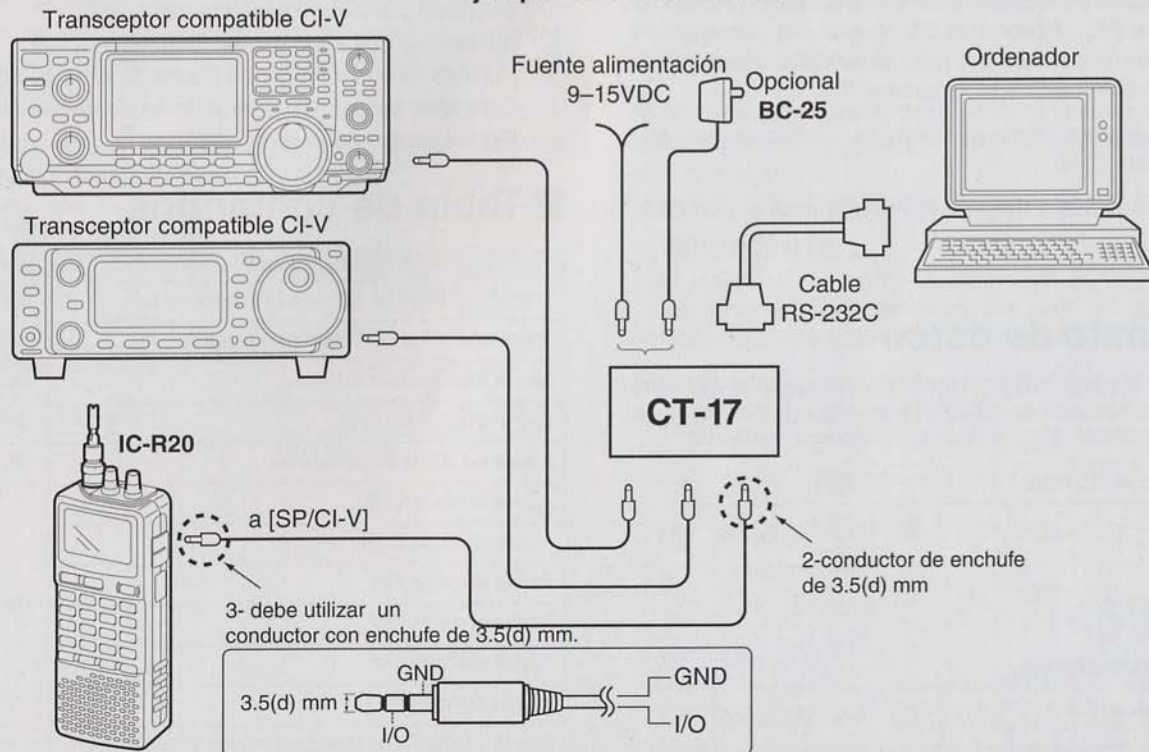 Transceptor compatible CI-V
Fuente alimentación
9–15VDC
Opcional
BC-25
Ordenador
Transceptor compatible CI-V
Cable
RS-232C
CT-17
IC-R20
a [SP/CI-V]
2-conductor de enchufe
de 3.5(d) mm
3- debe utilizar un
conductor con enchufe de 3.5(d) mm.
GND
3.5(d) mm
I/O
GND
I/O